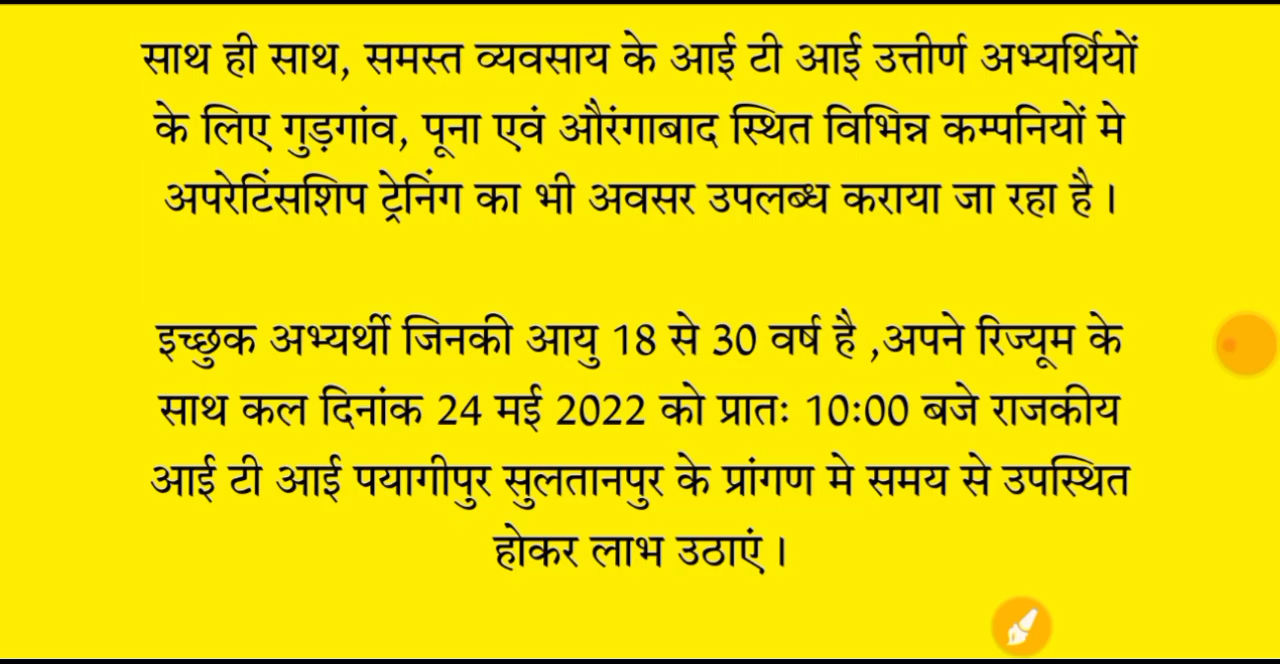 साथ ही साथ, समस्त व्यवसाय के आई टी आई उत्तीर्ण अभ्यर्थियों
के लिए गुड़गांव, पूना एवं औरंगाबाद स्थित विभिन्न कम्पनियों मे
अपरेटिंसशिप ट्रेनिंग का भी अवसर उपलब्ध कराया जा रहा है।
इच्छुक अभ्यर्थी जिनकी आयु 18 से 30 वर्ष है ,अपने रिज्यूम के
साथ कल दिनांक 24 मई 2022 को प्रातः 10:00 बजे राजकीय
आई टी आई पयागीपुर सुलतानपुर के प्रांगण मे समय से उपस्थित
होकर लाभ उठाएं।